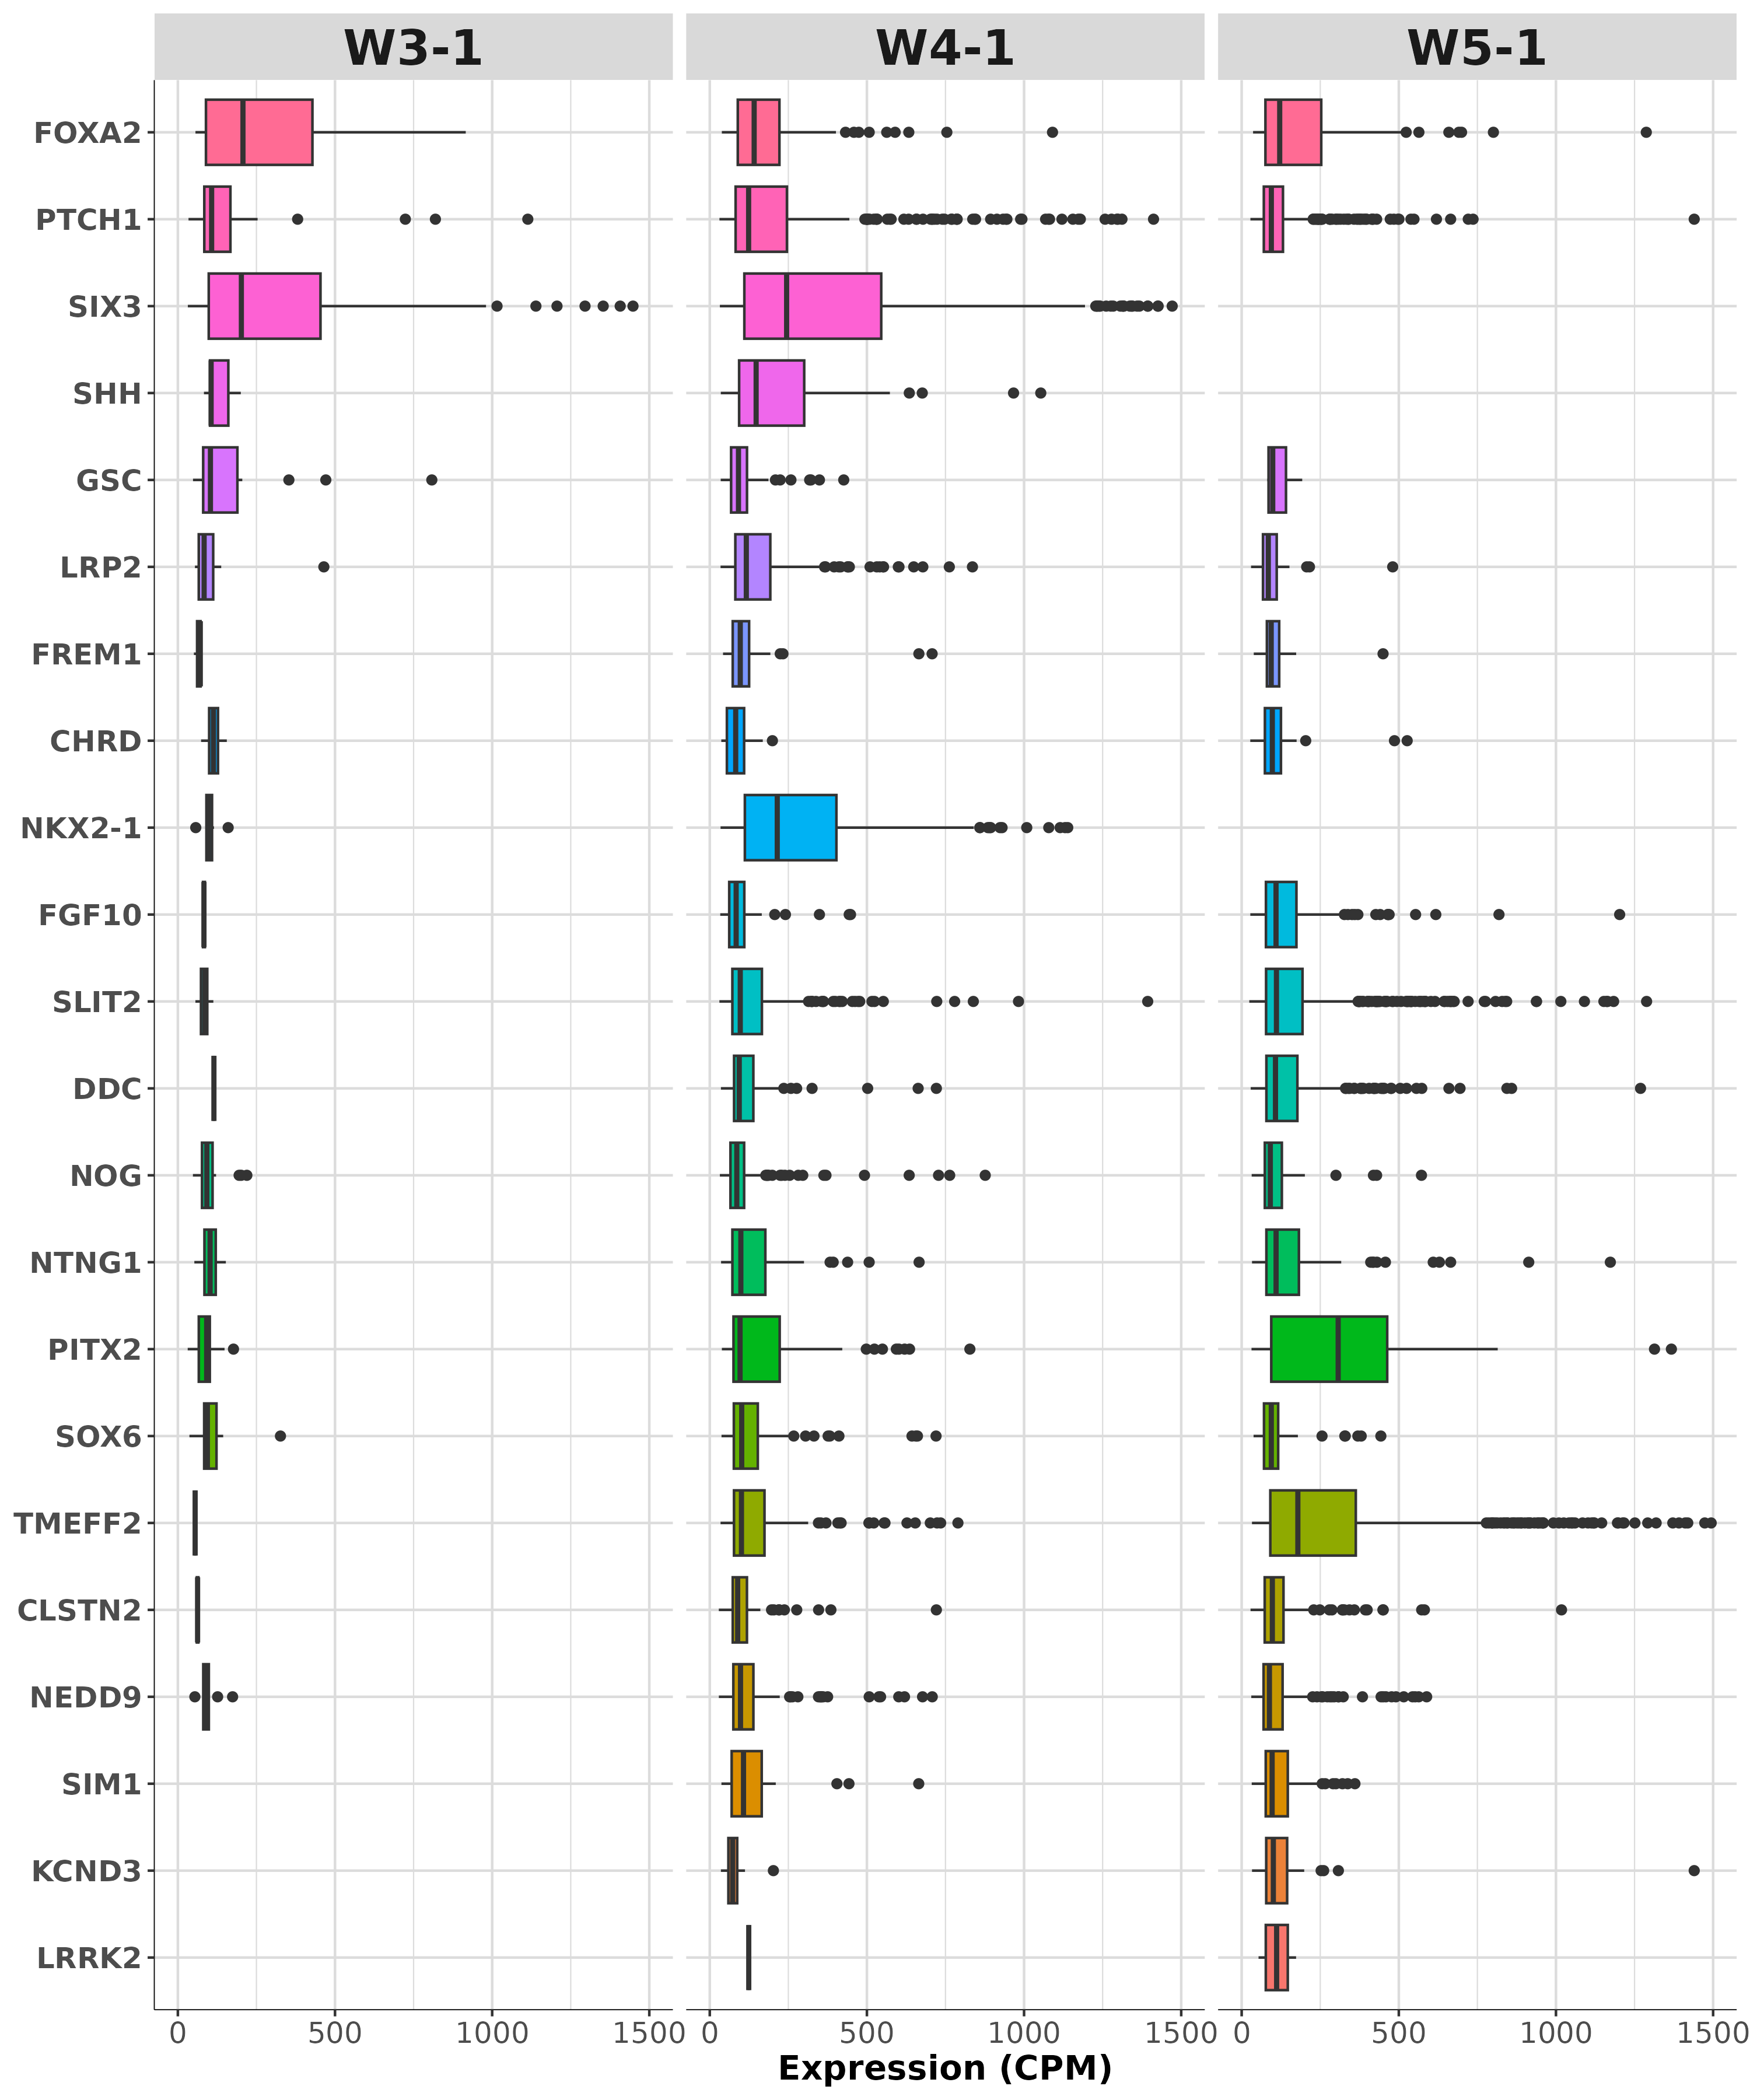 W3-1 W4-1 W5-1
FOXA2
PTCH1
SIX3
SHH
GSC
LRP2
FREM1
CHRD
NKX2-1
FGF10
SLIT2
DDC
NOG
NTNG1
PITX2
SOX6
TMEFF2
CLSTN2
NEDD9
SIM1
KCND3
LRRK2
0 500 1000 1500 0 500 1000 1500 0 500 1000 1500
Expression (CPM)